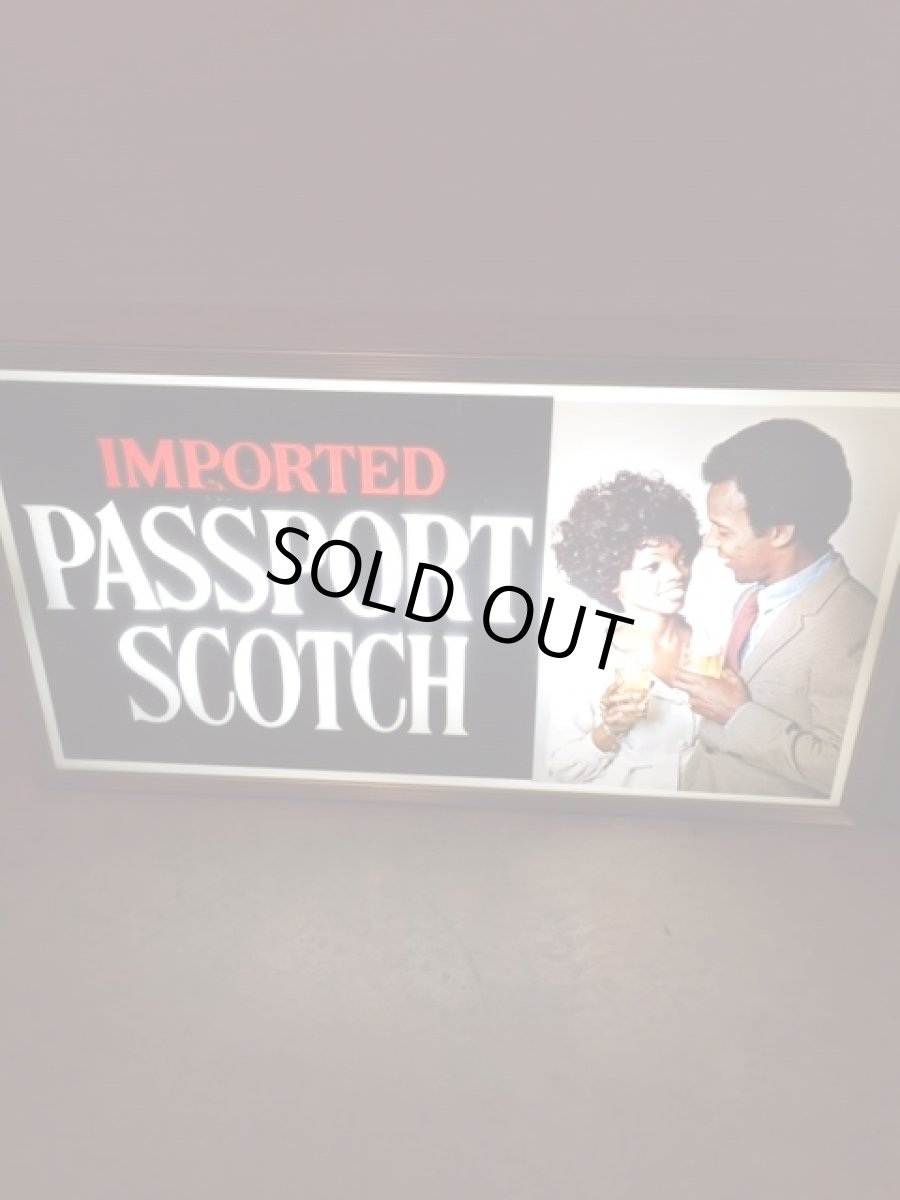 IMPORTED
PASSPORT
SCOTCH
SOLD OUT